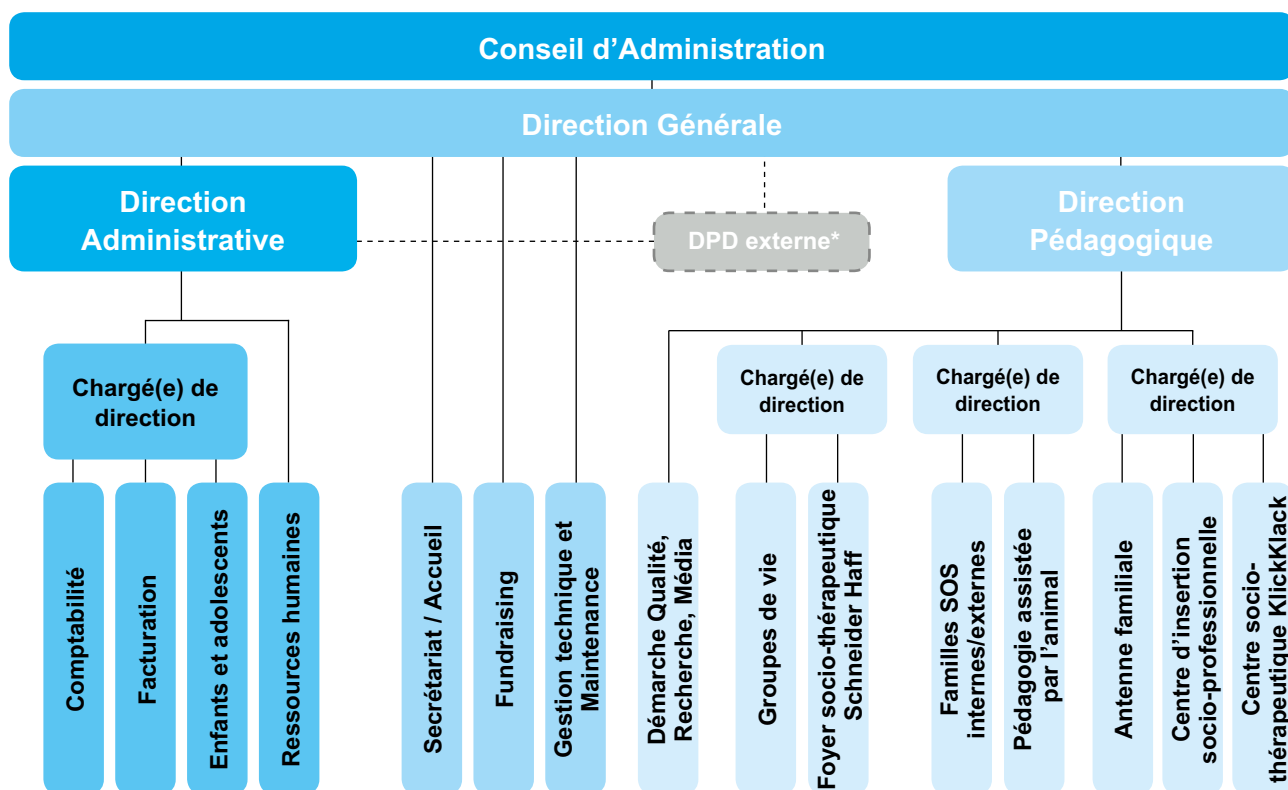 Conseil d’Administration
Direction Générale
Direction
Administrative
DPD externe*
Direction
Pédagogique
Chargé(e) de
direction
Chargé(e) de
direction
Chargé(e) de
direction
Chargé(e) de
direction
Comptabilité
Facturation
Enfants et adolescents
Ressources humaines
Secrétariat / Accueil
Fundraising
Gestion technique et
Maintenance
Démarche Qualité,
Recherche, Média
Groupes de vie
Foyer socio-thérapeutique
Schneider Haff
Familles SOS
internes/externes
Pédagogie assistée
par l’animal
Antenne familiale
Centre d’insertion
socio-professionnelle
Centre socio-
thérapeutique KlickKlack